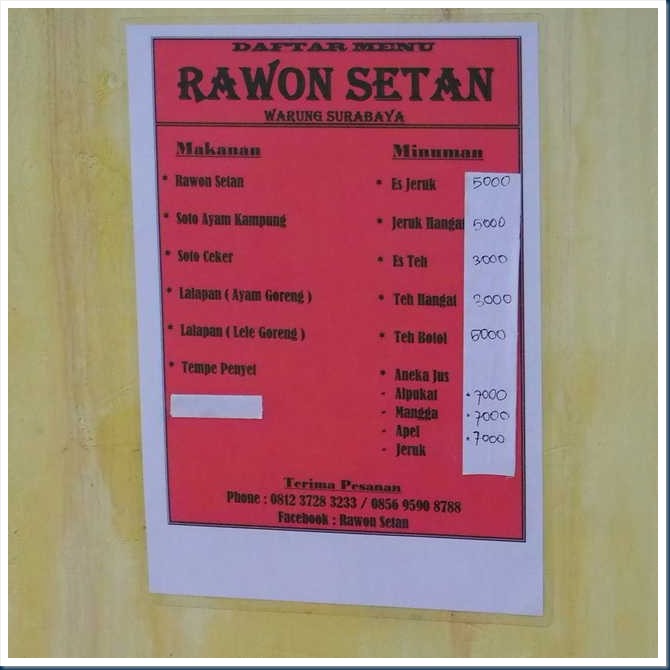 DAFTAR MENU
RAWON SETAN
WARUNG SURABAYA
Makanan
* Rawon Setan
* Soto Ayam Kampung
* Soto Ceker
* Lalapan ( Ayam Goreng )
* Lalapan ( Lele Goreng )
* Tempe Penyet
Minuman
* Es Jeruk 5000
* Jeruk Hangat 5000
* Es Teh 3000
* Teh Hangat 3000
* Teh Botol 5000
* Aneka Jus
- Alpukat .7000
- Mangga .7000
- Apel .7000
- Jeruk
Terima Pesanan
Phone : 0812 3728 3233 / 0856 9590 8788
Facebook : Rawon Setan